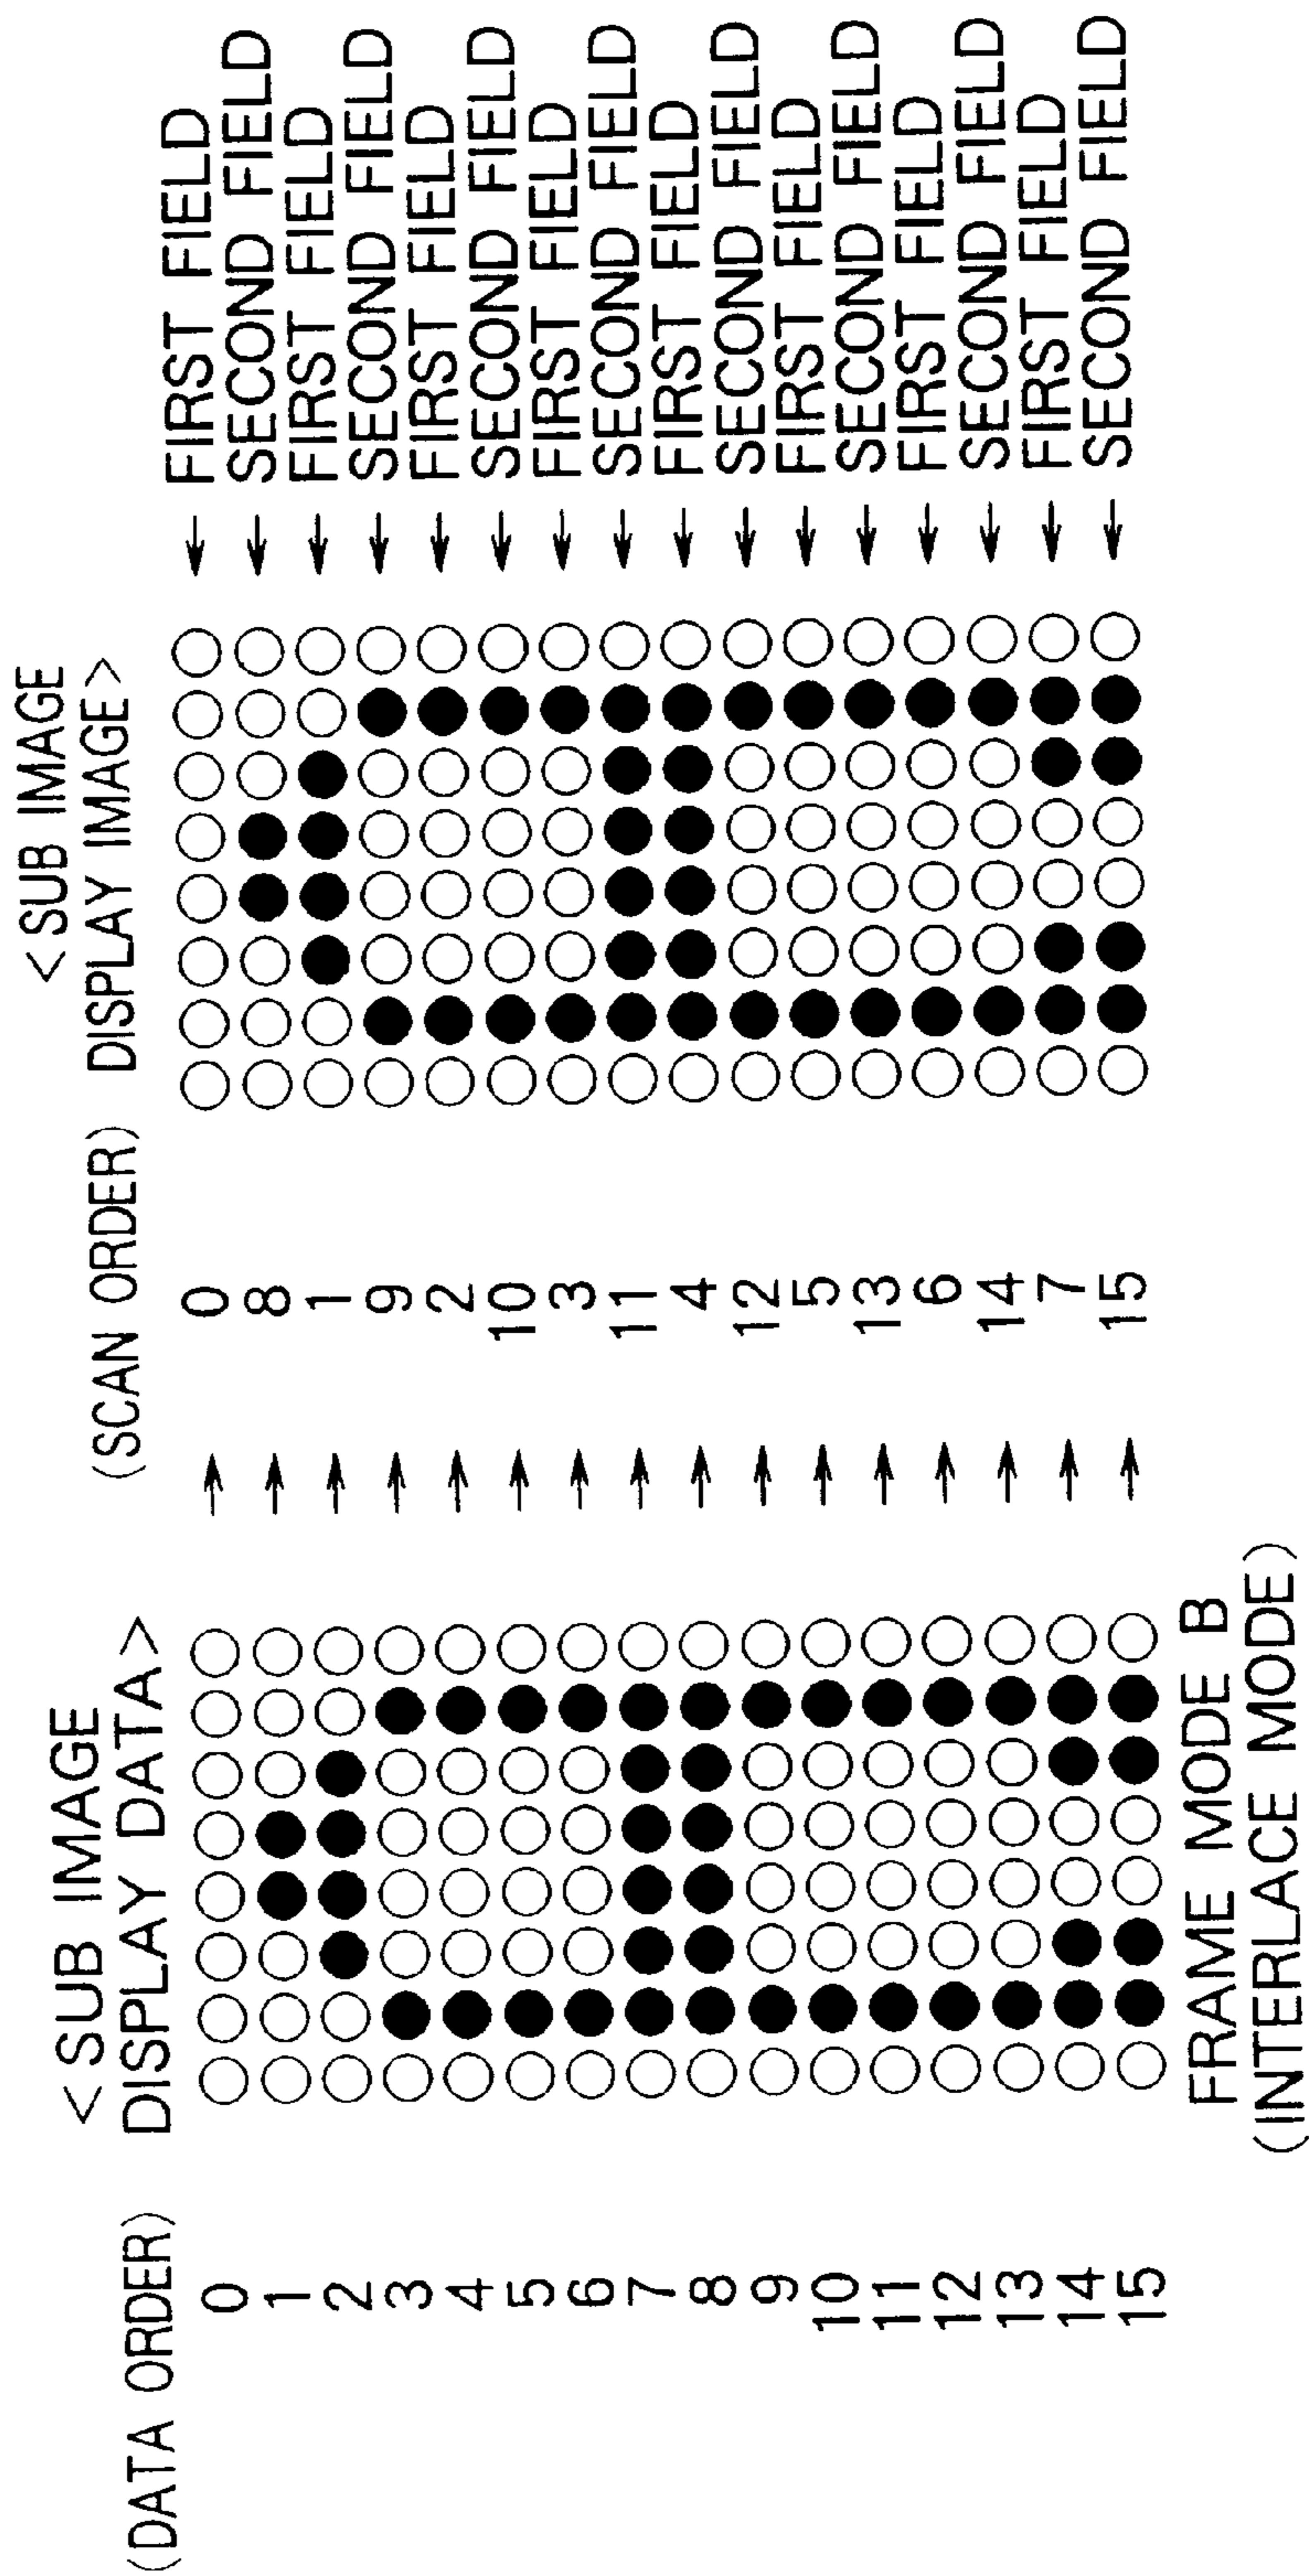 <SUB IMAGE
DISPLAY DATA>
(DATA ORDER)
0
1
2
3
4
5
6
7
8
9
10
11
12
13
14
15
FRAME MODE B
(INTERLACE MODE)
<SUB IMAGE
DISPLAY IMAGE>
(SCAN ORDER)
0
8
1
9
2
10
3
11
4
12
5
13
6
14
7
15
FIRST FIELD
SECOND FIELD
FIRST FIELD
SECOND FIELD
FIRST FIELD
SECOND FIELD
FIRST FIELD
SECOND FIELD
FIRST FIELD
SECOND FIELD
FIRST FIELD
SECOND FIELD
FIRST FIELD
SECOND FIELD
FIRST FIELD
SECOND FIELD